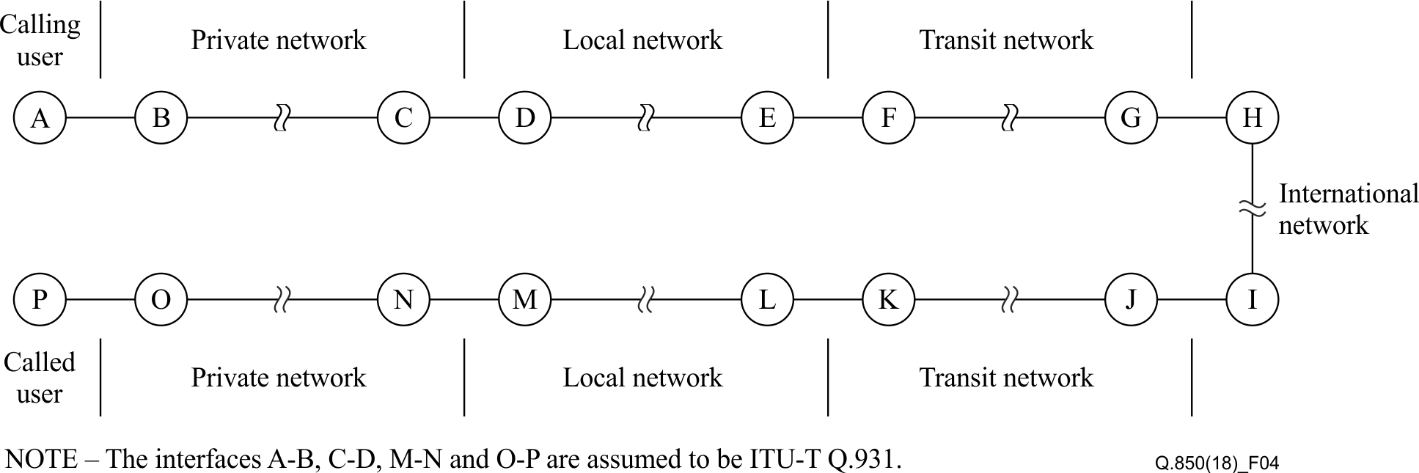 Calling
user
Private network
Local network
Transit network
A
B
C
D
E
F
G
H
International
network
P
O
N
M
L
K
J
I
Called
user
Private network
Local network
Transit network
NOTE – The interfaces A-B, C-D, M-N and O-P are assumed to be ITU-T Q.931.
Q.850(18)_F04